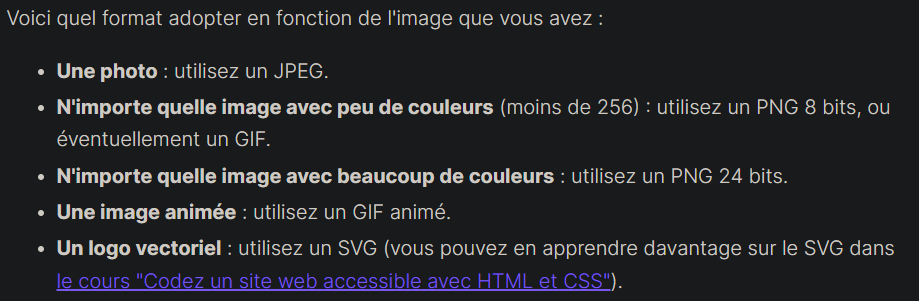 Voici quel format adopter en fonction de l'image que vous avez :
• Une photo : utilisez un JPEG.
• N'importe quelle image avec peu de couleurs (moins de 256) : utilisez un PNG 8 bits, ou
éventuellement un GIF.
• N'importe quelle image avec beaucoup de couleurs : utilisez un PNG 24 bits.
• Une image animée : utilisez un GIF animé.
• Un logo vectoriel : utilisez un SVG (vous pouvez en apprendre davantage sur le SVG dans
le cours "Codez un site web accessible avec HTML et CSS").